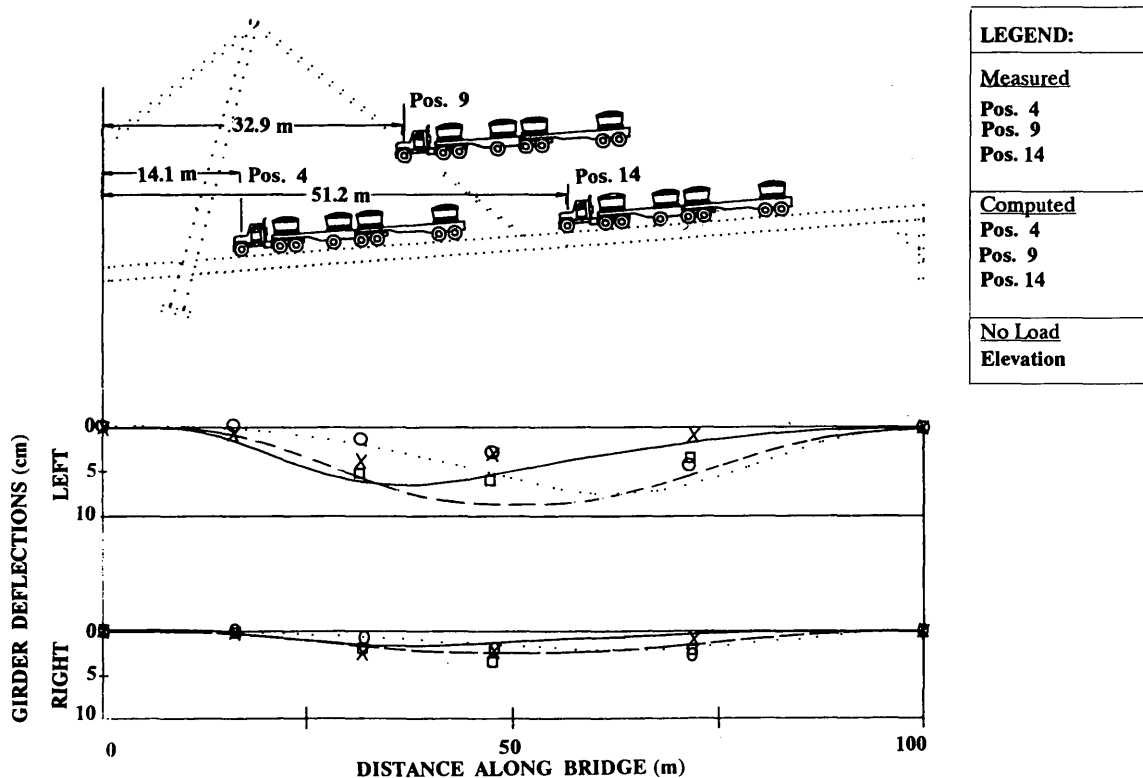 Pos. 9
32.9 m
14.1 m
Pos. 4
Pos. 14
51.2 m
LEGEND:
Measured
Pos. 4
Pos. 9
Pos. 14
Computed
Pos. 4
Pos. 9
Pos. 14
No Load
Elevation
GIRDER DEFLECTIONS (cm)
LEFT
0
5
10
RIGHT
0
5
10
0
50
100
DISTANCE ALONG BRIDGE (m)